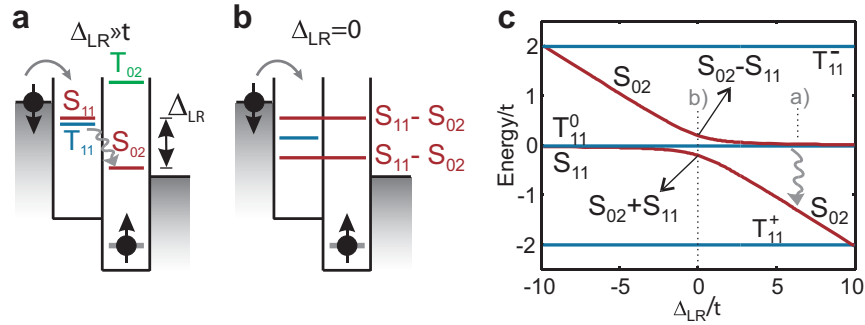 a
Δ_LR»t
T_02
S_11
T_11
S_02
Δ_LR
b
Δ_LR=0
S_11- S_02
S_11- S_02
c
Energy/t
2
1
0
-1
-2
-10
-5
0
5
10
Δ_LR/t
T_11^-
S_02
S_02-S_11
b)
a)
T_11^0
S_11
S_02+S_11
S_02
T_11^+